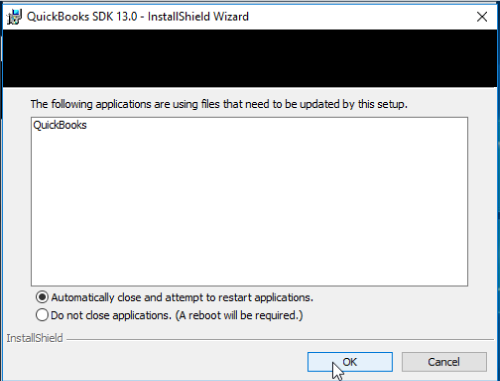 QuickBooks SDK 13.0 - InstallShield Wizard
The following applications are using files that need to be updated by this setup.
QuickBooks
Automatically close and attempt to restart applications.
Do not close applications. (A reboot will be required.)
InstallShield
OK
Cancel